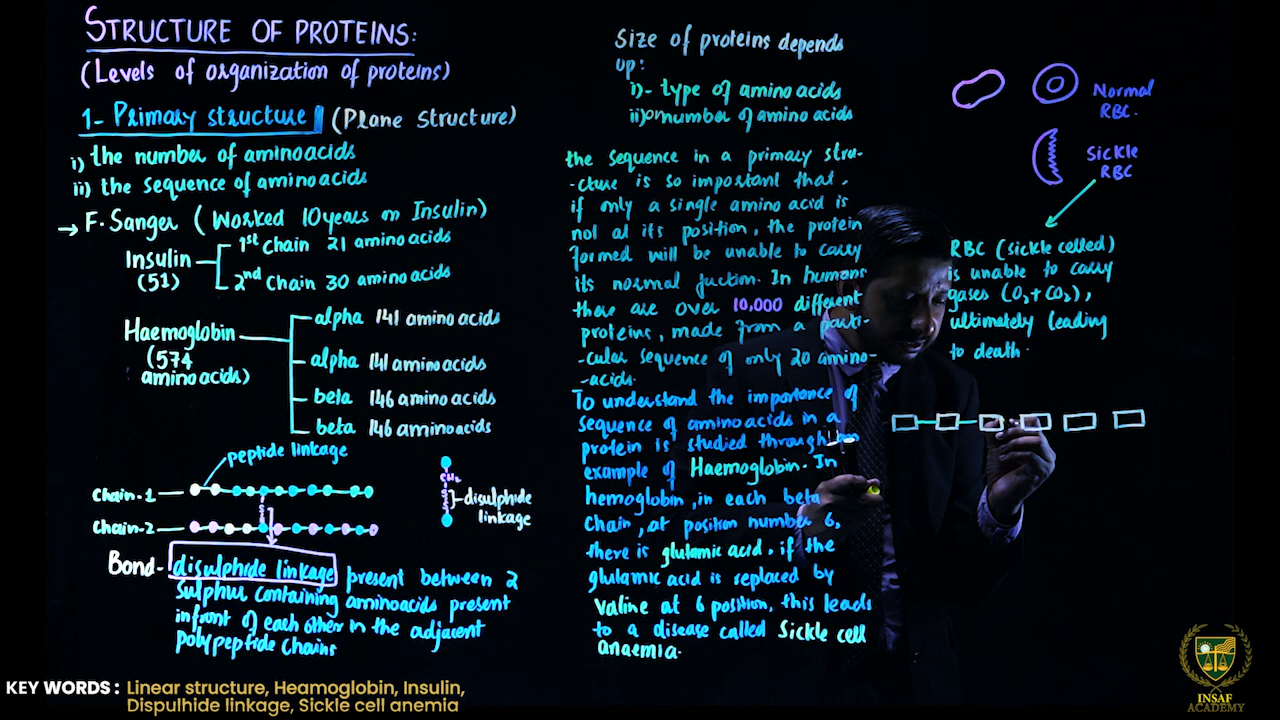 STRUCTURE OF PROTEINS:
(Levels of organization of proteins)
1- Primary structure (Plane Structure)
i) the number of aminoacids
ii) the sequence of aminoacids
→ F. Sanger (Worked 10 years on Insulin)
Insulin
(51)
1st Chain 21 amino acids
2nd Chain 30 amino acids
Haemoglobin
(574
amino acids)
alpha 141 amino acids
alpha 141 amino acids
beta 146 amino acids
beta 146 amino acids
peptide linkage
Chain-1
Chain-2
S
S
CH2
S
S
disulphide
linkage
Bond- disulphide linkage present between 2
sulphur containing aminoacids present
infront of each other in the adjacent
polypeptide chains
Size of proteins depends
up:
i)- type of amino acids
ii) number of amino acids
the sequence in a primary stru-
-cture is so important that,
if only a single amino acid is
not at its position, the protein
formed will be unable to carry
its normal fuction. In humans
there are over 10,000 different
proteins, made from a parti-
-cular sequence of only 20 amino-
-acids.
To understand the importance of
sequence of aminoacids in a
protein is studied through
example of Haemoglobin. In
hemoglobin, in each beta
Chain, at position number 6,
there is glutamic acid. if the
glutamic acid is replaced by
valine at 6 position, this leads
to a disease called Sickle cell
anaemia.
Normal
RBC.
Sickle
RBC
RBC (sickle celled)
is unable to carry
gases (O2 + CO2),
ultimately leading
to death.
KEY WORDS : Linear structure, Heamoglobin, Insulin,
Dispulhide linkage, Sickle cell anemia
INSAF
ACADEMY